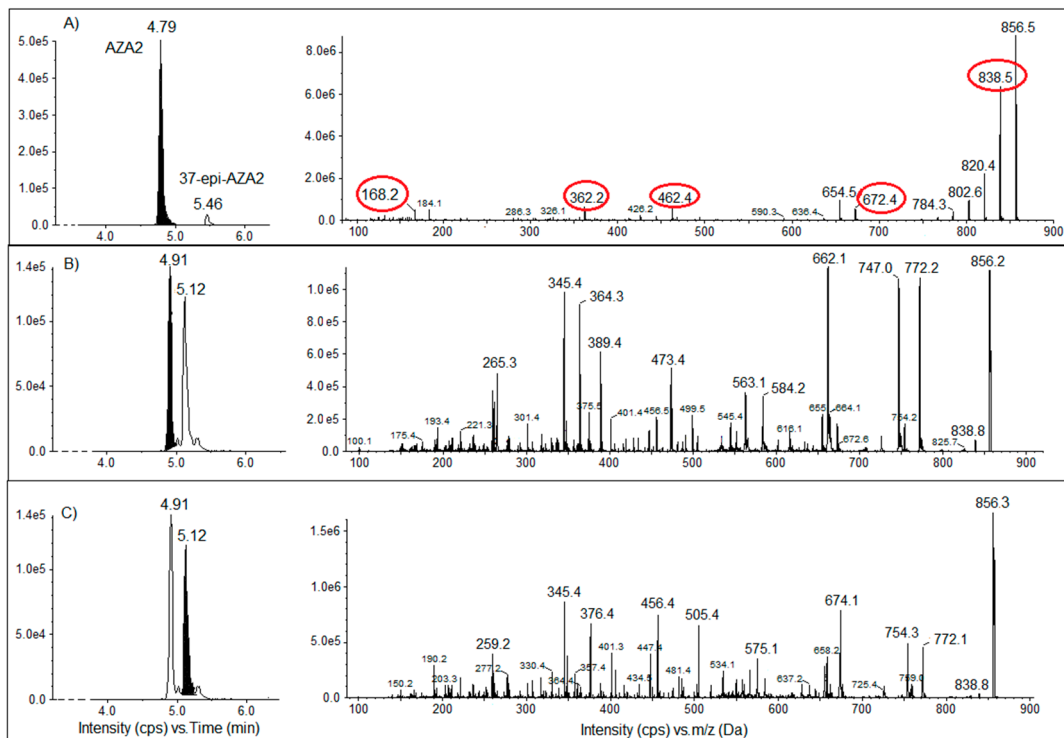 A)
4.79
AZA2
5.0e5
4.0e5
3.0e5
2.0e5
1.0e5
0.0
37-epi-AZA2
5.46
4.0 5.0 6.0
8.0e6
6.0e6
4.0e6
2.0e6
0.0
168.2 184.1 286.3 326.1 362.2 426.2 462.4 590.3 636.4 654.5 672.4 784.3 802.6 820.4 838.5 856.5
100 200 300 400 500 600 700 800 900
B)
4.91
5.12
1.4e5
1.0e5
5.0e4
0.0
4.0 5.0 6.0
1.0e6
8.0e5
6.0e5
4.0e5
2.0e5
0.0
100.1 175.4 193.4 221.3 265.3 301.4 345.4 364.3 375.5 389.4 401.4 456.5 473.4 499.5 545.4 563.1 584.2 616.1 655 662.1 664.1 672.6 747.0 754.2 772.2 825.7 838.8 856.2
100 200 300 400 500 600 700 800 900
C)
4.91
5.12
1.4e5
1.0e5
5.0e4
0.0
4.0 5.0 6.0
1.5e6
1.0e6
5.0e5
0.0
150.2 190.2 203.3 259.2 277.2 330.4 345.4 357.4 364.4 376.4 401.3 434.5 447.4 456.4 481.4 505.4 534.1 575.1 637.2 658.2 674.1 725.4 754.3 769.0 772.1 838.8 856.3
100 200 300 400 500 600 700 800 900
Intensity (cps) vs.Time (min)
Intensity (cps) vs.m/z (Da)